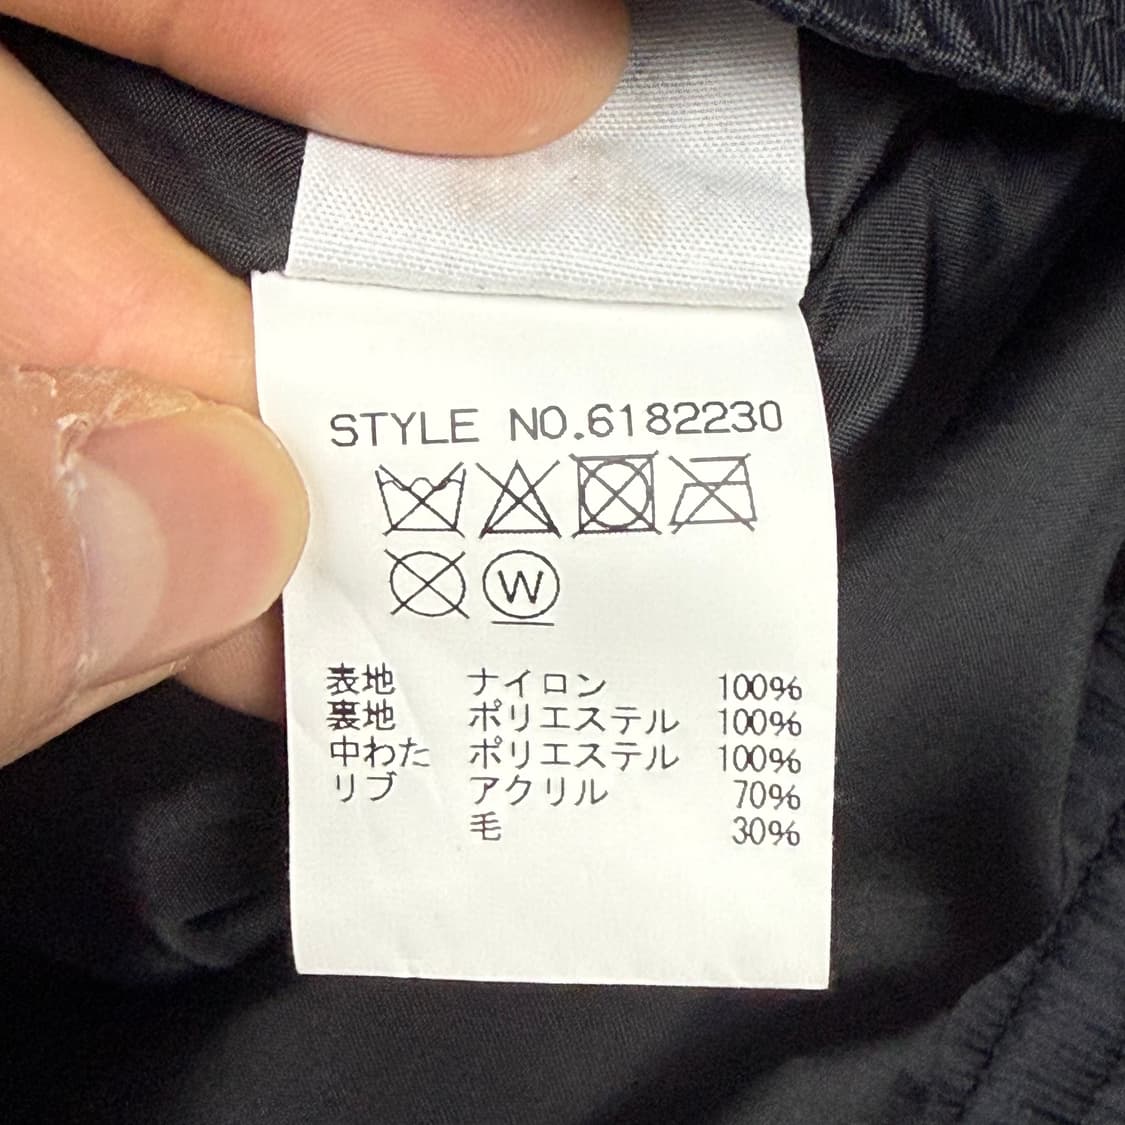 STYLE NO.6182230
W
表地 ナイロン 100%
裏地 ポリエステル 100%
中わた ポリエステル 100%
リブ アクリル 70%
毛 30%